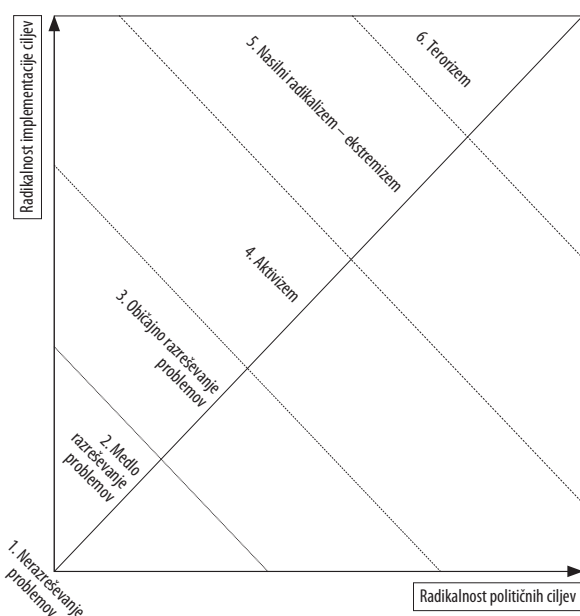 Radikalnost implementacije ciljev
6. Terorizem
5. Nasilni radikalizem – ekstremizem
4. Aktivizem
3. Običajno razreševanje
problemov
2. Medlo
razreševanje
problemov
1. Nerazreševanje
problemov
Radikalnost političnih ciljev